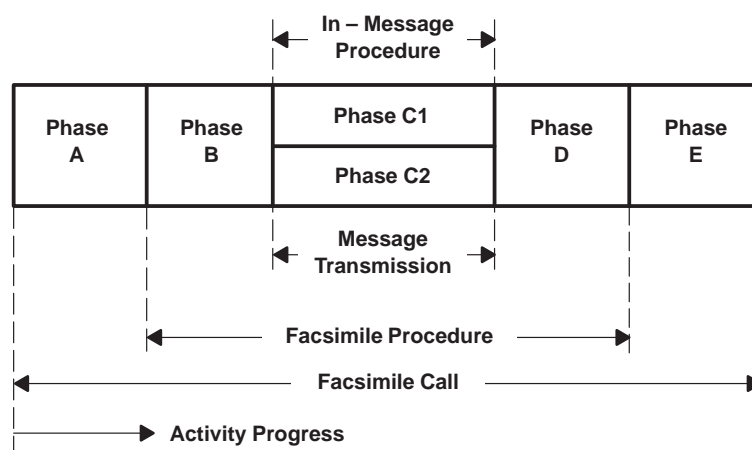 In – Message
Procedure
Phase
A
Phase
B
Phase C1
Phase C2
Phase
D
Phase
E
Message
Transmission
Facsimile Procedure
Facsimile Call
Activity Progress